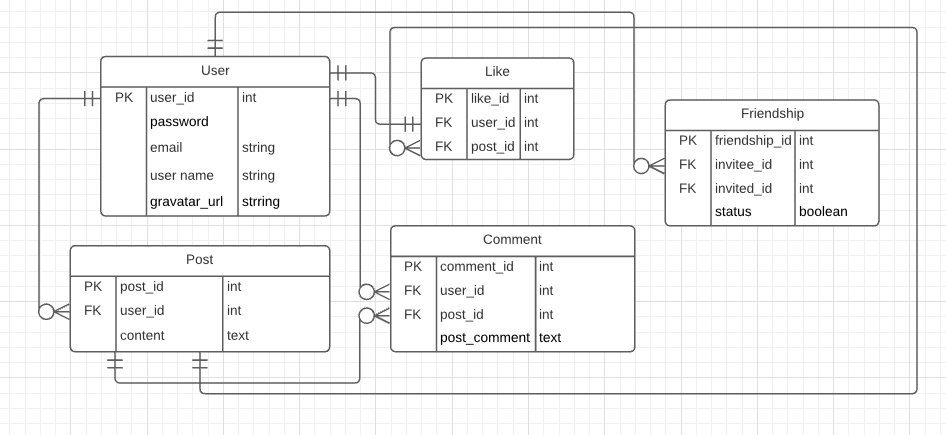 User
PK user_id int
password
email string
user name string
gravatar_url strring
Like
PK like_id int
FK user_id int
FK post_id int
Friendship
PK friendship_id int
FK invitee_id int
FK invited_id int
status boolean
Post
PK post_id int
FK user_id int
content text
Comment
PK comment_id int
FK user_id int
FK post_id int
post_comment text